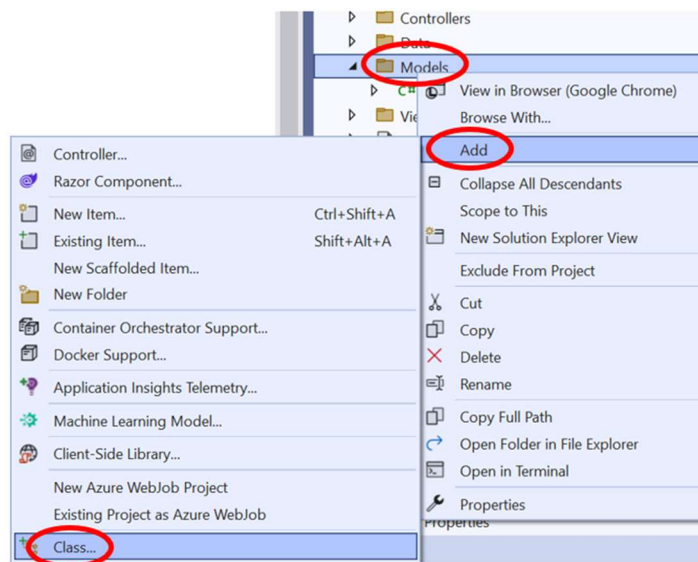 Controllers
Data
Models
C#
View in Browser (Google Chrome)
Browse With...
Add
Collapse All Descendants
Scope to This
New Solution Explorer View
Exclude From Project
Cut
Copy
Delete
Rename
Copy Full Path
Open Folder in File Explorer
Open in Terminal
Properties
Properties
Controller...
Razor Component...
New Item... Ctrl+Shift+A
Existing Item... Shift+Alt+A
New Scaffolded Item...
New Folder
Container Orchestrator Support...
Docker Support...
Application Insights Telemetry...
Machine Learning Model...
Client-Side Library...
New Azure WebJob Project
Existing Project as Azure WebJob
Class...